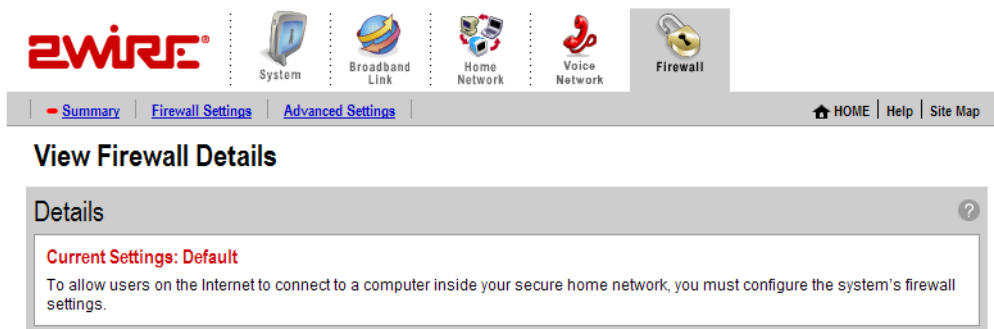 2WIRE®
System
Broadband
Link
Home
Network
Voice
Network
Firewall
Summary | Firewall Settings | Advanced Settings |
HOME | Help | Site Map
View Firewall Details
Details
?
Current Settings: Default
To allow users on the Internet to connect to a computer inside your secure home network, you must configure the system's firewall
settings.